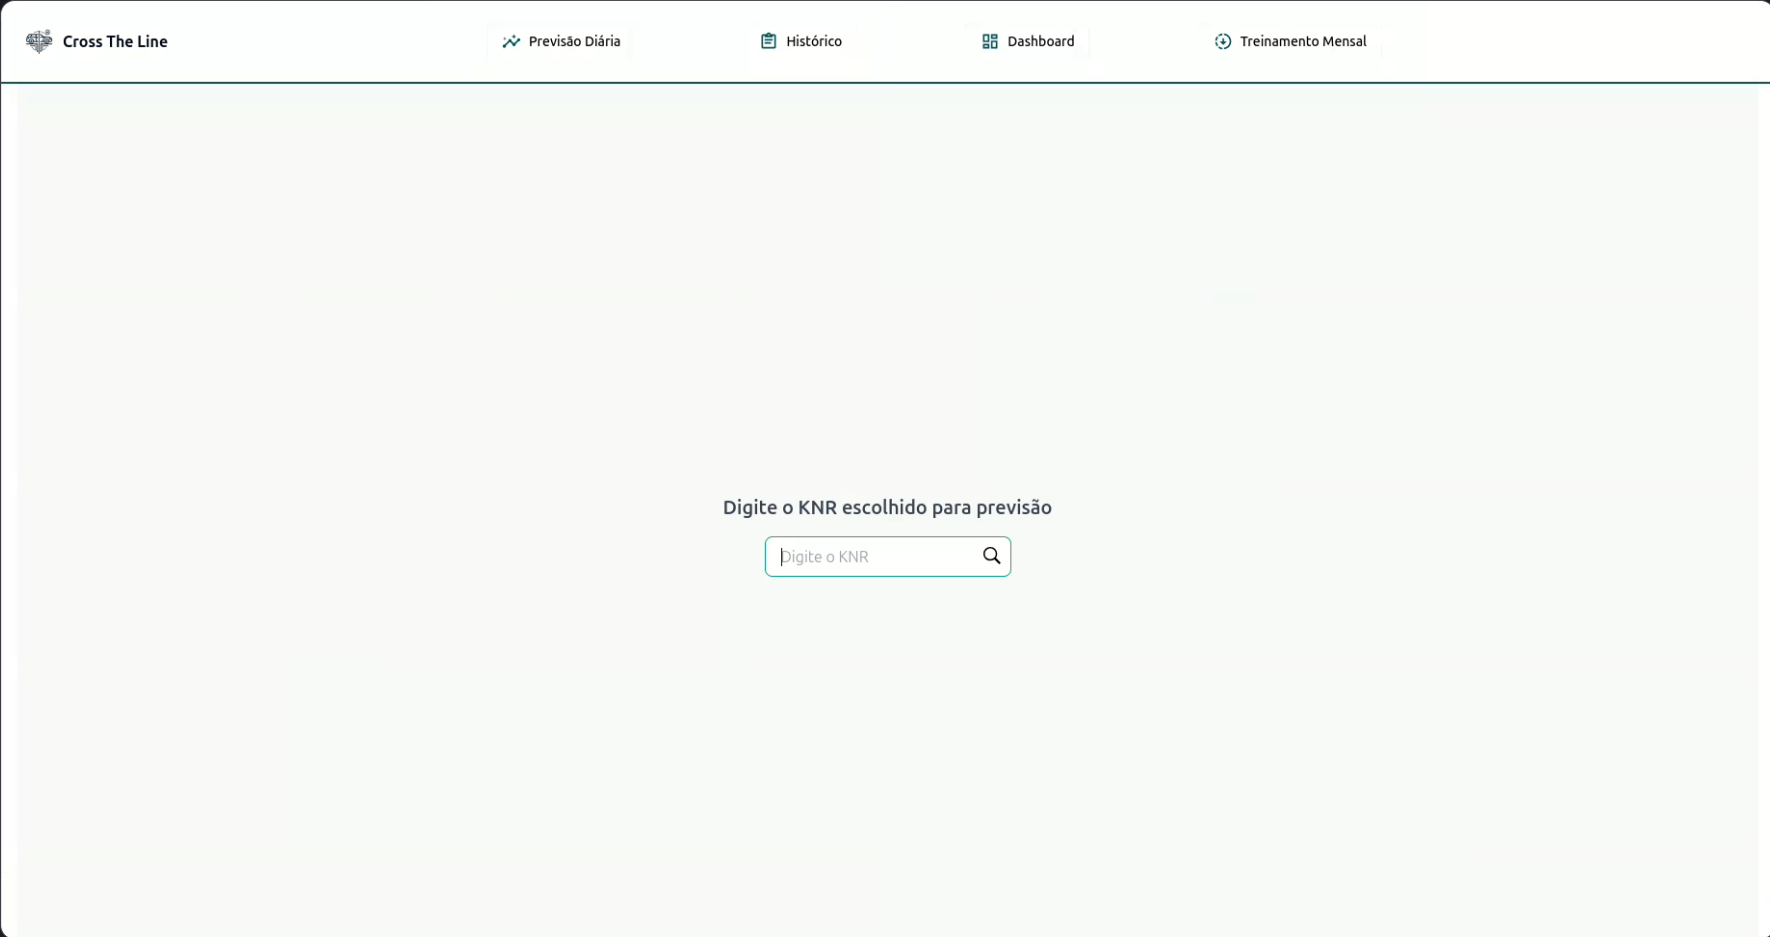 Cross The Line
Previsão Diária
Histórico
Dashboard
Treinamento Mensal
Digite o KNR escolhido para previsão
Digite o KNR